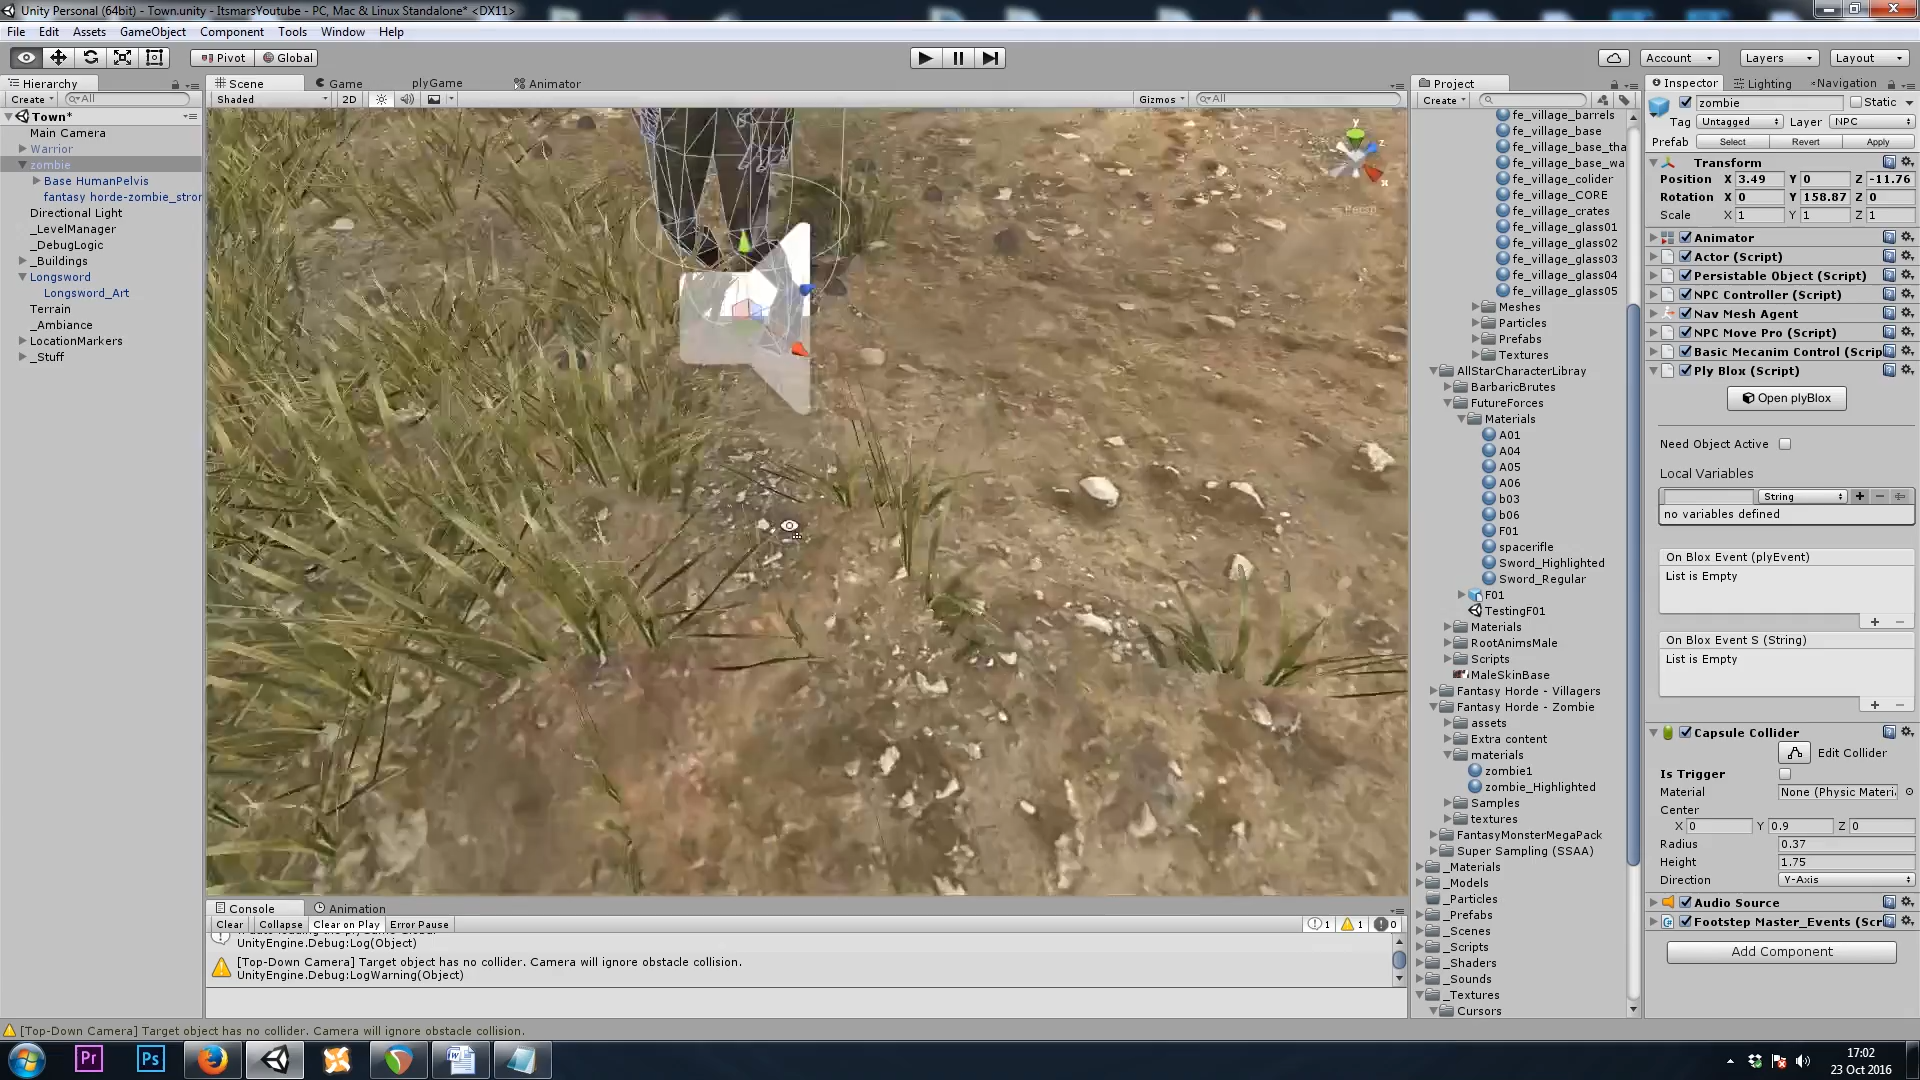 Unity Personal (64bit) - Town.unity - ItsmarsYoutube - PC, Mac & Linux Standalone* <DX11>
File Edit Assets GameObject Component Tools Window Help
Pivot Global Account Layers Layout
Hierarchy
Create All
Town*
Main Camera
Warrior
zombie
Base HumanPelvis
fantasy horde-zombie_stror
Directional Light
_LevelManager
_DebugLogic
_Buildings
Longsword
Longsword_Art
Terrain
_Ambiance
LocationMarkers
_Stuff
Scene Game plyGame Animator
Shaded 2D Gizmos All
y
z
x
Persp
Console Animation
Clear Collapse Clear on Play Error Pause 1 1 0
UnityEngine.Debug:Log(Object)
[Top-Down Camera] Target object has no collider. Camera will ignore obstacle collision.
UnityEngine.Debug:LogWarning(Object)
Project
Create
fe_village_barrels
fe_village_base
fe_village_base_tha
fe_village_base_wa
fe_village_colider
fe_village_CORE
fe_village_crates
fe_village_glass01
fe_village_glass02
fe_village_glass03
fe_village_glass04
fe_village_glass05
Meshes
Particles
Prefabs
Textures
AllStarCharacterLibray
BarbaricBrutes
FutureForces
Materials
A01
A04
A05
A06
b03
b06
F01
spacerifle
Sword_Highlighted
Sword_Regular
F01
TestingF01
Materials
RootAnimsMale
Scripts
MaleSkinBase
Fantasy Horde - Villagers
Fantasy Horde - Zombie
assets
Extra content
materials
zombie1
zombie_Highlighted
Samples
textures
FantasyMonsterMegaPack
Super Sampling (SSAA)
_Materials
_Models
_Particles
_Prefabs
_Scenes
_Scripts
_Shaders
_Sounds
_Textures
Cursors
Inspector Lighting Navigation
zombie Static
Tag Untagged Layer NPC
Prefab Select Revert Apply
Transform
Position X 3.49 Y 0 Z -11.76
Rotation X 0 Y 158.87 Z 0
Scale X 1 Y 1 Z 1
Animator
Actor (Script)
Persistable Object (Script)
NPC Controller (Script)
Nav Mesh Agent
NPC Move Pro (Script)
Basic Mecanim Control (Scrip
Ply Blox (Script)
Open plyBlox
Need Object Active
Local Variables
String
no variables defined
On Blox Event (plyEvent)
List is Empty
On Blox Event S (String)
List is Empty
Capsule Collider
Edit Collider
Is Trigger
Material None (Physic Materi
Center
X 0 Y 0.9 Z 0
Radius 0.37
Height 1.75
Direction Y-Axis
Audio Source
Footstep Master_Events (Scr
Add Component
[Top-Down Camera] Target object has no collider. Camera will ignore obstacle collision.
Pr Ps
17:02
23 Oct 2016